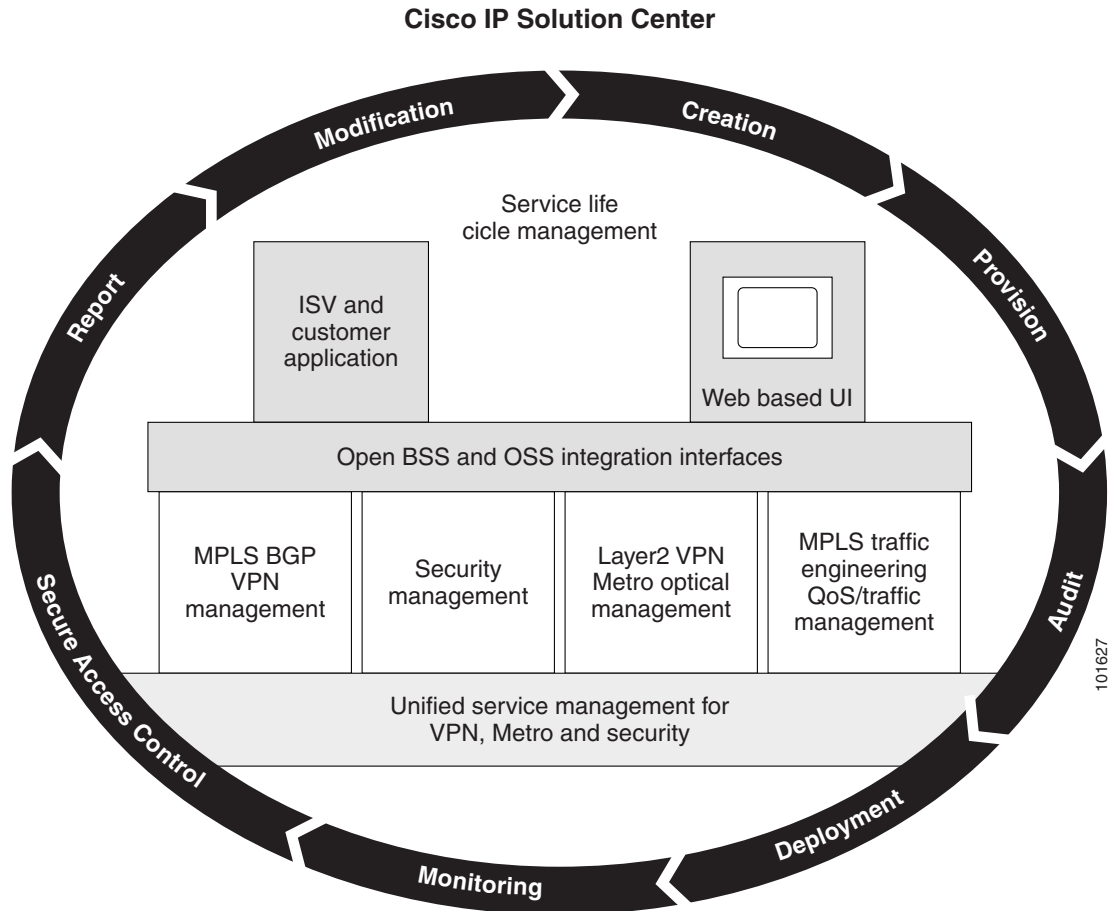 Cisco IP Solution Center
Modification
Creation
Service life
cicle management
Report
Provision
ISV and
customer
application
Web based UI
Open BSS and OSS integration interfaces
MPLS BGP
VPN
management
Security
management
Layer2 VPN
Metro optical
management
MPLS traffic
engineering
QoS/traffic
management
Secure Access Control
Audit
101627
Unified service management for
VPN, Metro and security
Monitoring
Deployment